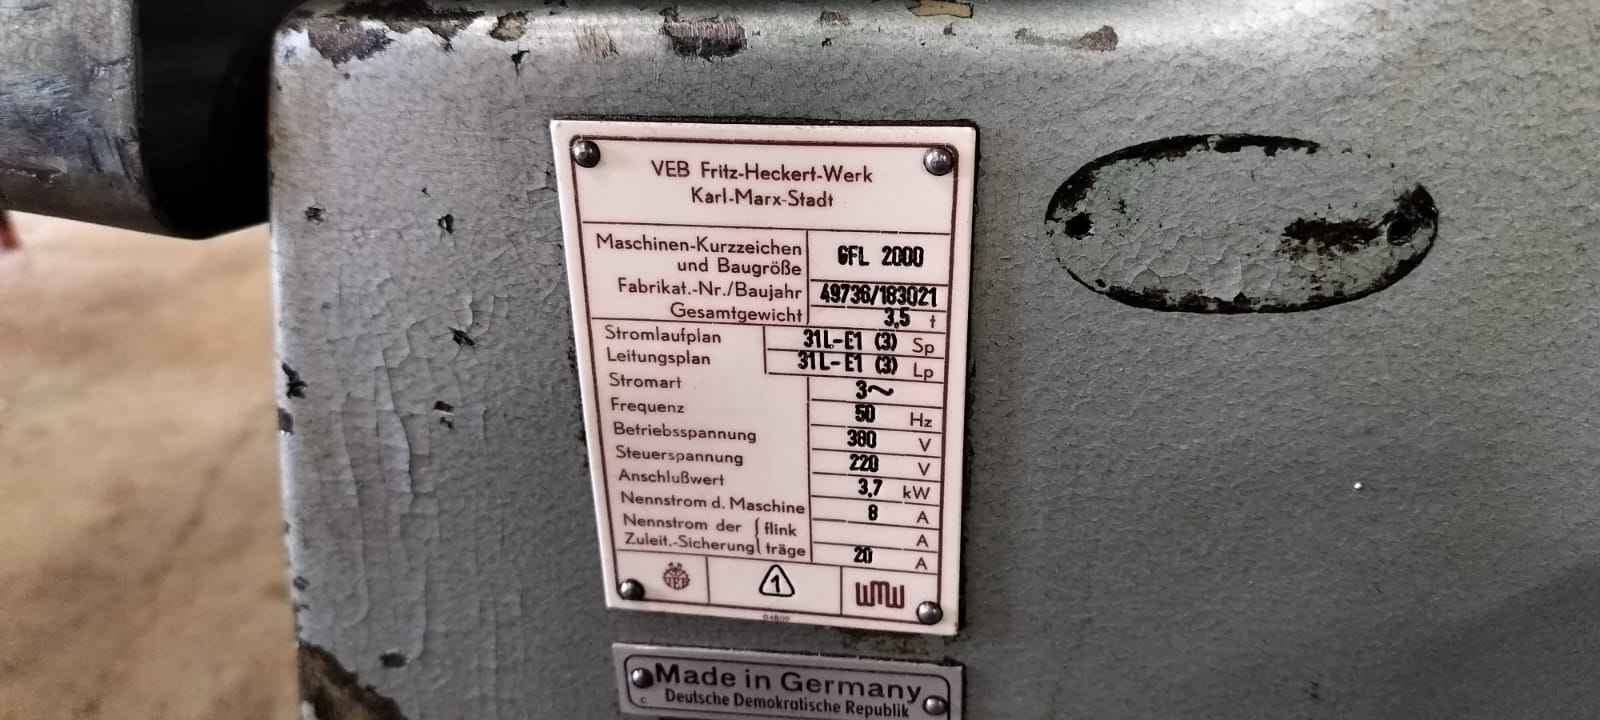 VEB Fritz-Heckert-Werk
Karl-Marx-Stadt
Maschinen-Kurzzeichen
und Baugröße GFL 2000
Fabrikat.-Nr./Baujahr 49736/183021
Gesamtgewicht 3,5 t
Stromlaufplan 31L-E1 (3) Sp
Leitungsplan 31L-E1 (3) Lp
Stromart 3~
Frequenz 50 Hz
Betriebsspannung 380 V
Steuerspannung 220 V
Anschlußwert 3,7 kW
Nennstrom d. Maschine 8 A
Nennstrom der { flink A
Zuleit.-Sicherung träge 20 A
VEB 1 WMW
Made in Germany
Deutsche Demokratische Republik